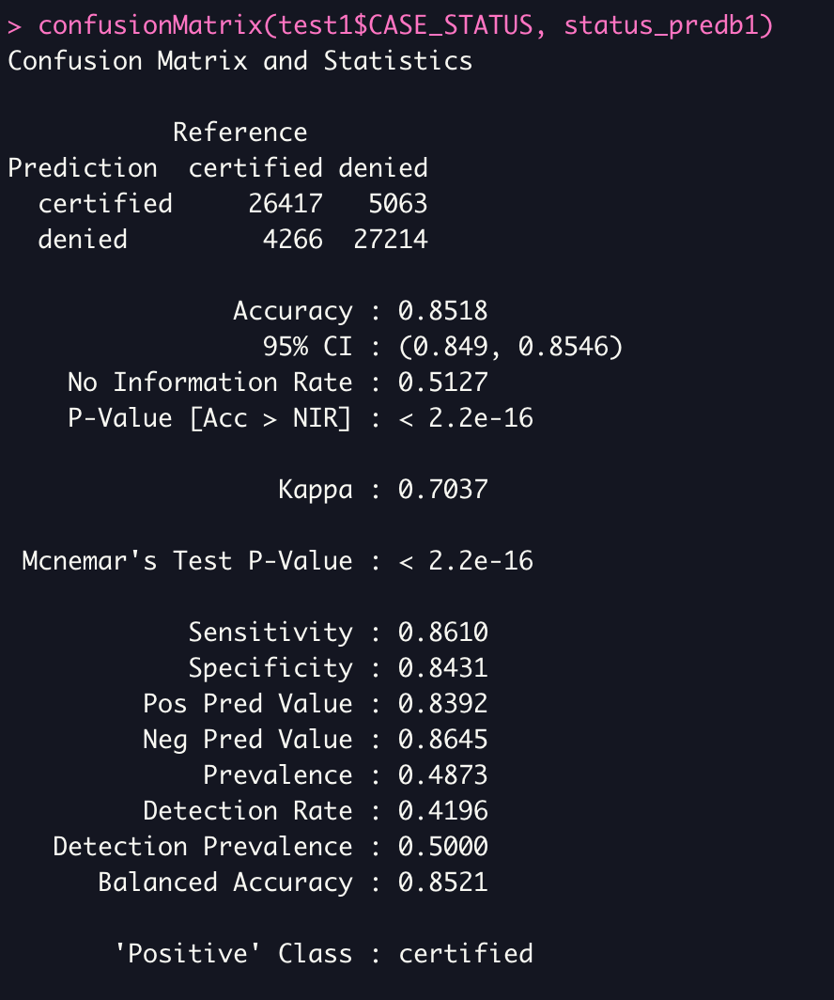 > confusionMatrix(test1$CASE_STATUS, status_predb1)
Confusion Matrix and Statistics
Reference
Prediction certified denied
certified 26417 5063
denied 4266 27214
Accuracy : 0.8518
95% CI : (0.849, 0.8546)
No Information Rate : 0.5127
P-Value [Acc > NIR] : < 2.2e-16
Kappa : 0.7037
Mcnemar's Test P-Value : < 2.2e-16
Sensitivity : 0.8610
Specificity : 0.8431
Pos Pred Value : 0.8392
Neg Pred Value : 0.8645
Prevalence : 0.4873
Detection Rate : 0.4196
Detection Prevalence : 0.5000
Balanced Accuracy : 0.8521
'Positive' Class : certified